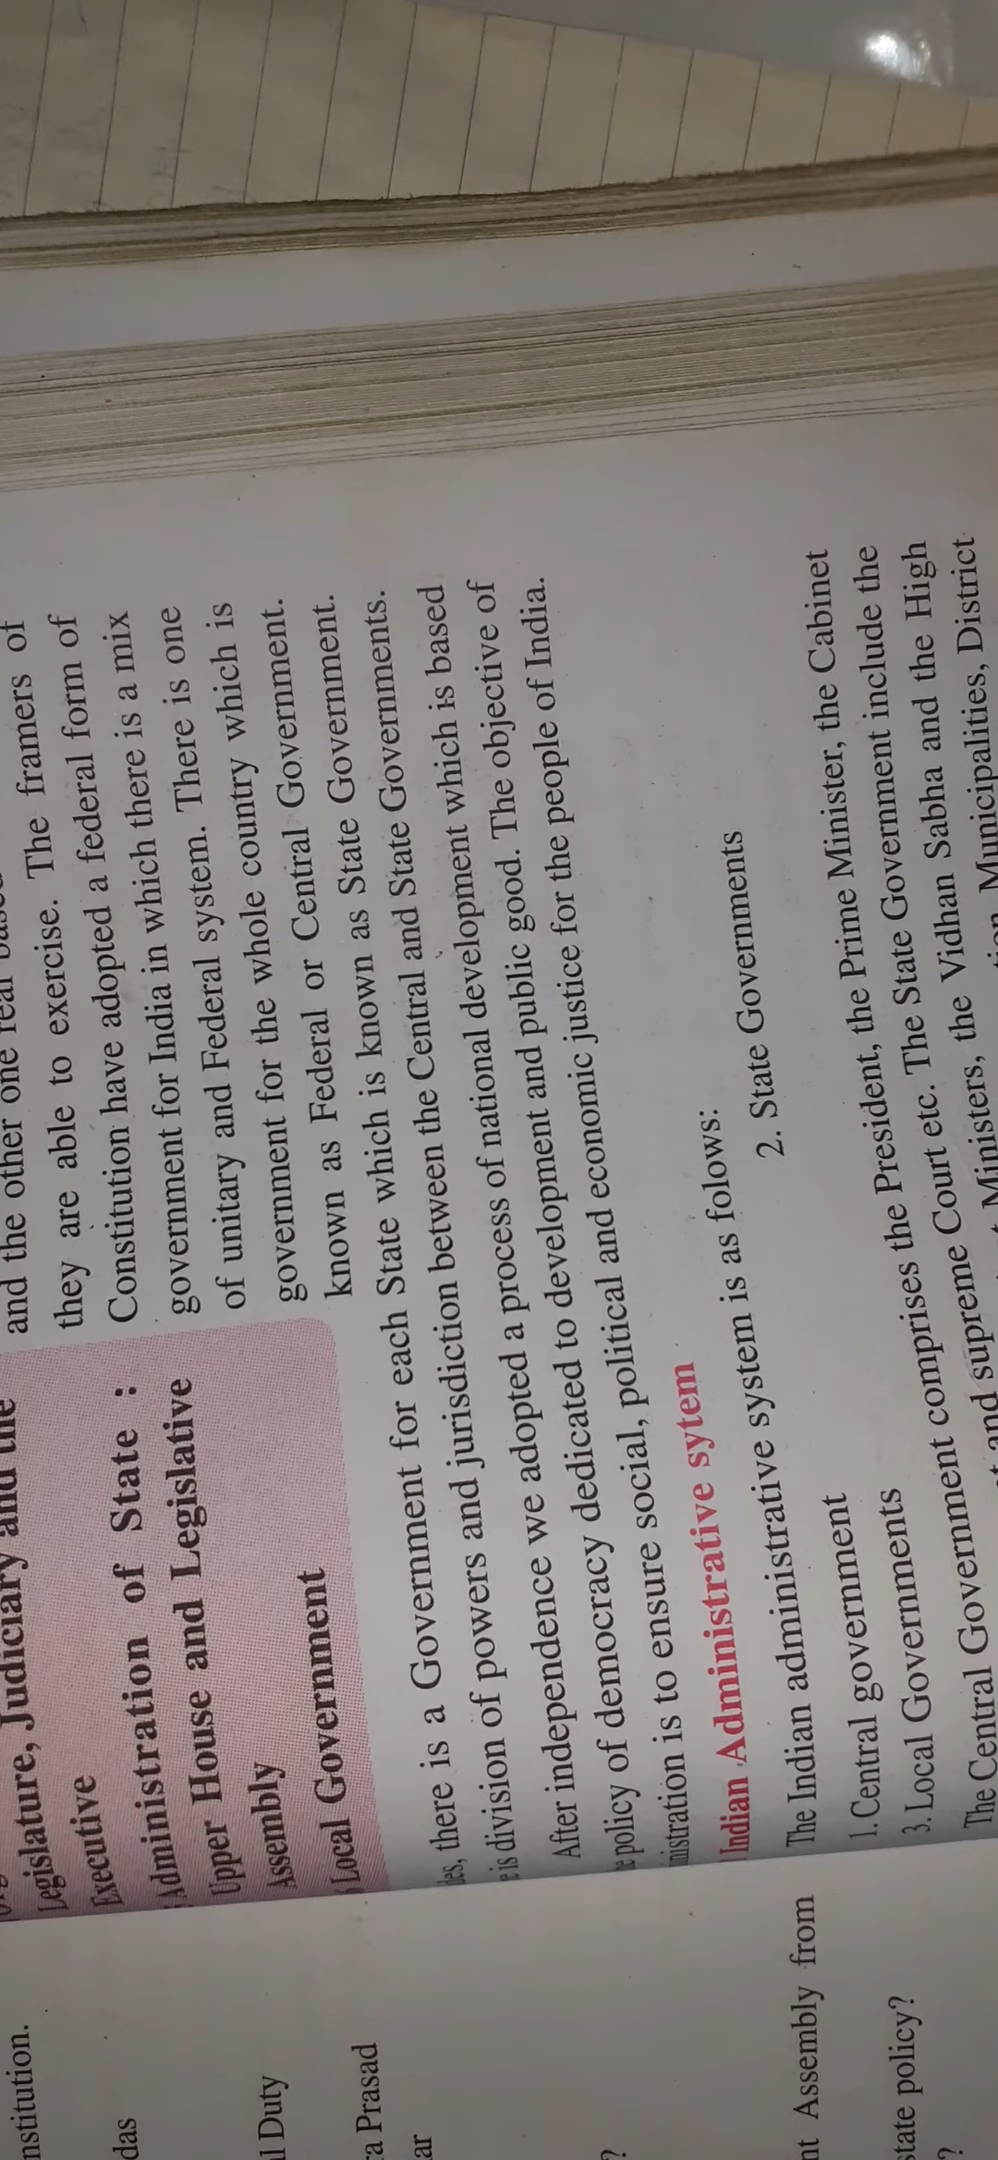 nstitution.
das
l Duty
ra Prasad
ar
?
nt Assembly from
state policy?
?
Legislature, Judiciary and the
Executive
Administration of State :
Upper House and Legislative
Assembly
Local Government
and the other one real
they are able to exercise. The framers of
Constitution have adopted a federal form of
government for India in which there is a mix
of unitary and Federal system. There is one
government for the whole country which is
known as Federal or Central Government.
there is a Government for each State which is known as State Governments.
is division of powers and jurisdiction between the Central and State Governments.
After independence we adopted a process of national development which is based
policy of democracy dedicated to development and public good. The objective of
nistration is to ensure social, political and economic justice for the people of India.
Indian Administrative sytem
The Indian administrative system is as folows:
1. Central government 2. State Governments
3. Local Governments
The Central Government comprises the President, the Prime Minister, the Cabinet
and supreme Court etc. The State Government include the
Ministers, the Vidhan Sabha and the High
Municipalities, District